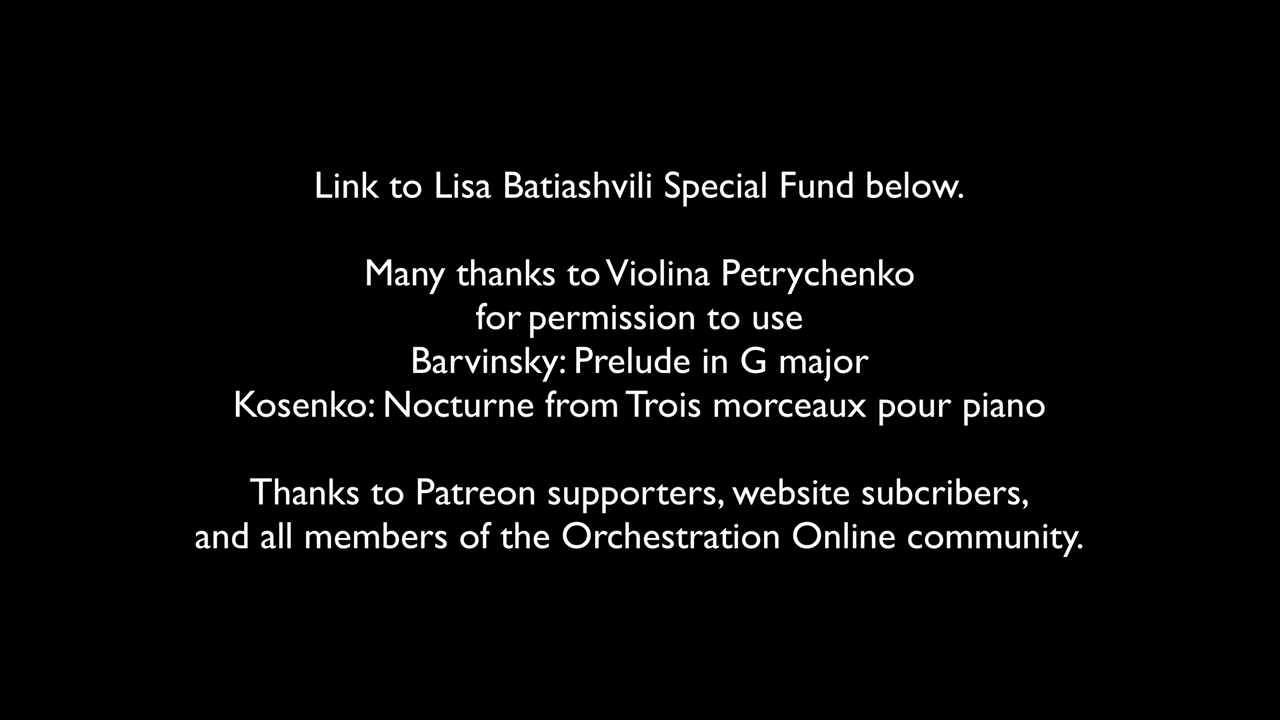 Link to Lisa Batiashvili Special Fund below.
Many thanks to Violina Petrychenko
for permission to use
Barvinsky: Prelude in G major
Kosenko: Nocturne from Trois morceaux pour piano
Thanks to Patreon supporters, website subcribers,
and all members of the Orchestration Online community.